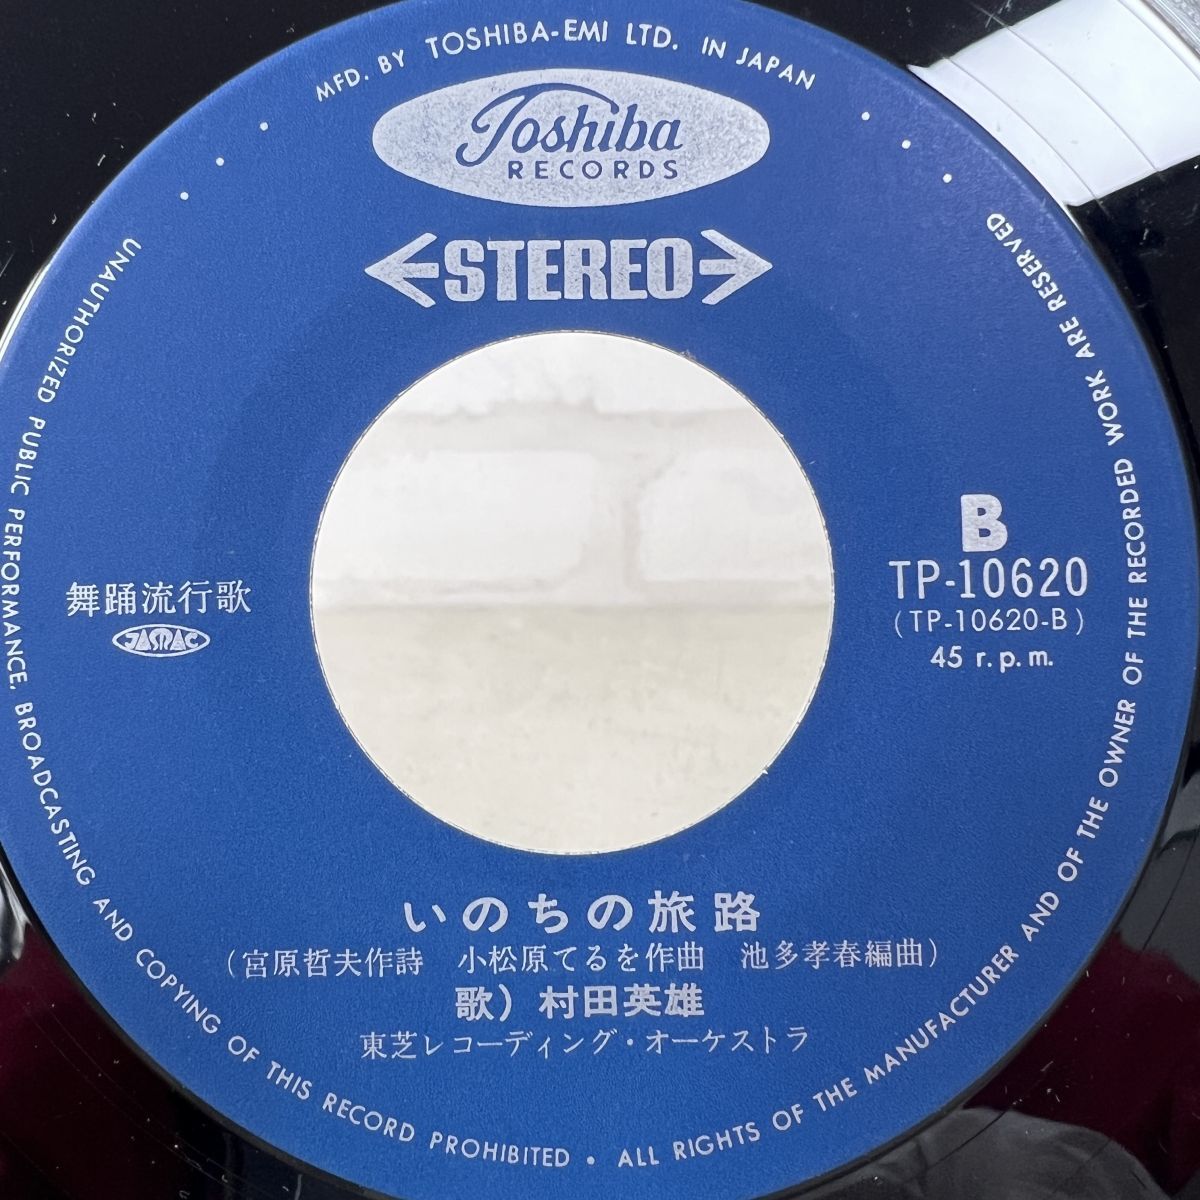 MFD. BY TOSHIBA-EMI LTD. IN JAPAN
Toshiba
RECORDS
STEREO
B
TP-10620
(TP-10620-B)
45 r.p.m.
舞踊流行歌
JASRAC
いのちの旅路
(宮原哲夫作詩 小松原てるを作曲 池多孝春編曲)
歌) 村田英雄
東芝レコーディング・オーケストラ
UNAUTHORIZED PUBLIC PERFORMANCE, BROADCASTING AND COPYING OF THIS RECORD PROHIBITED • ALL RIGHTS OF THE MANUFACTURER AND OF THE OWNER OF THE RECORDED WORK ARE RESERVED